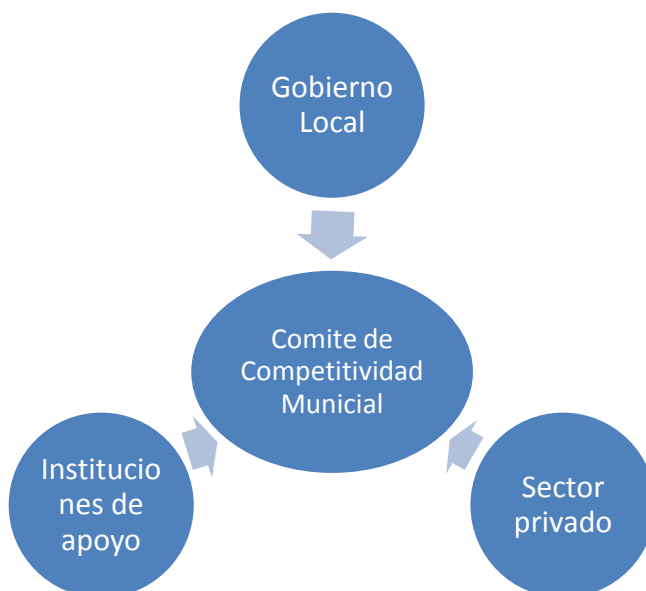 Gobierno
Local
Comite de
Competitividad
Municial
Institucio
nes de
apoyo
Sector
privado